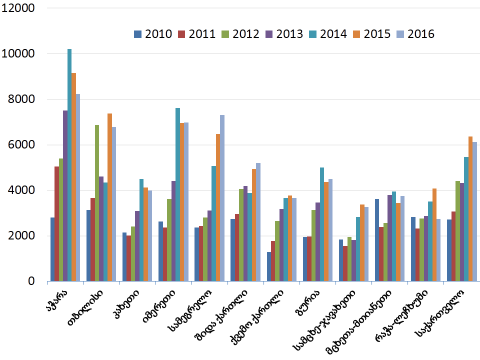 12000
10000
8000
6000
4000
2000
0
2010 2011 2012 2013 2014 2015 2016
აჭარა
თბილისი
კახეთი
იმერეთი
სამეგრელო
შიდა ქართლი
ქვემო ქართლი
გურია
სამცხე-ჯავახეთი
მცხეთა-მთიანეთი
რაჭა-ლეჩხუმი
საქართველო